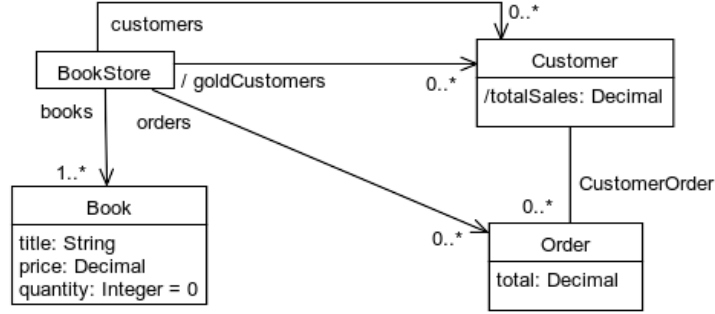 customers
0..*
BookStore
/ goldCustomers
0..*
Customer
/totalSales: Decimal
books
orders
1..*
Book
title: String
price: Decimal
quantity: Integer = 0
CustomerOrder
0..*
0..*
Order
total: Decimal